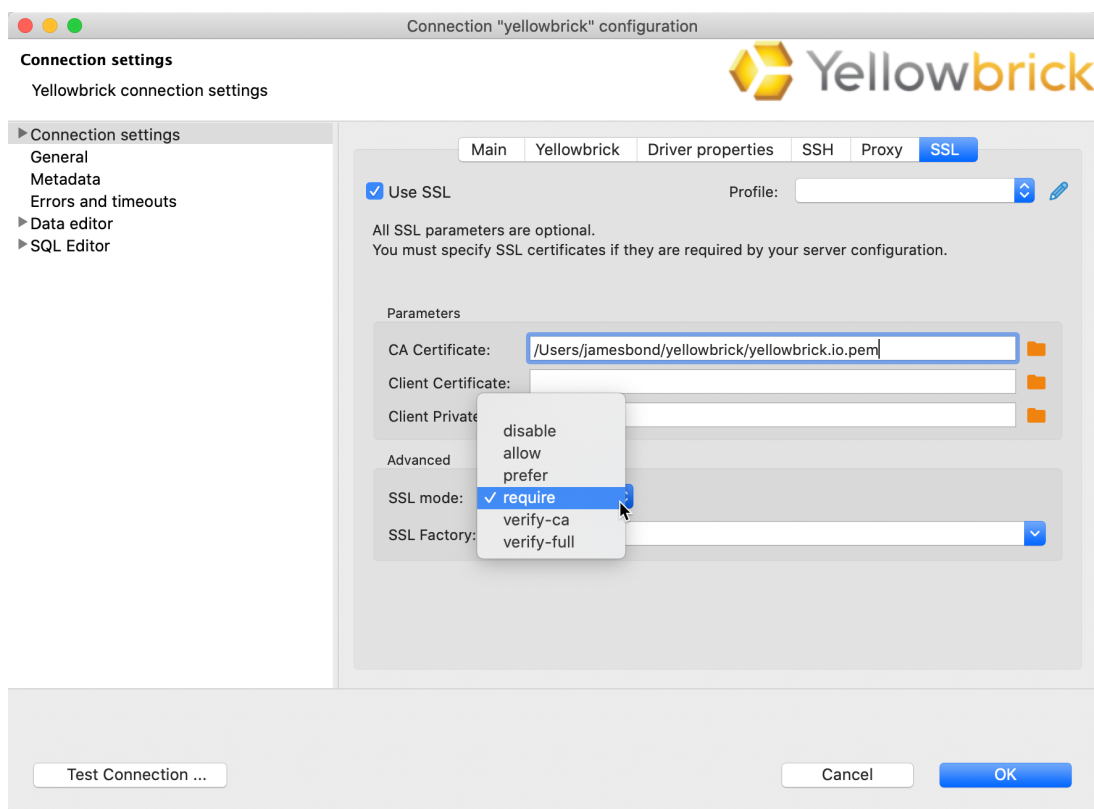 Connection "yellowbrick" configuration
Connection settings
Yellowbrick connection settings
Yellowbrick
Connection settings
General
Metadata
Errors and timeouts
Data editor
SQL Editor
Main Yellowbrick Driver properties SSH Proxy SSL
Use SSL Profile:
All SSL parameters are optional.
You must specify SSL certificates if they are required by your server configuration.
Parameters
CA Certificate: /Users/jamesbond/yellowbrick/yellowbrick.io.pem
Client Certificate:
Client Private
disable
Advanced
allow
prefer
SSL mode: ✓ require
verify-ca
SSL Factory:
verify-full
Test Connection ... Cancel OK